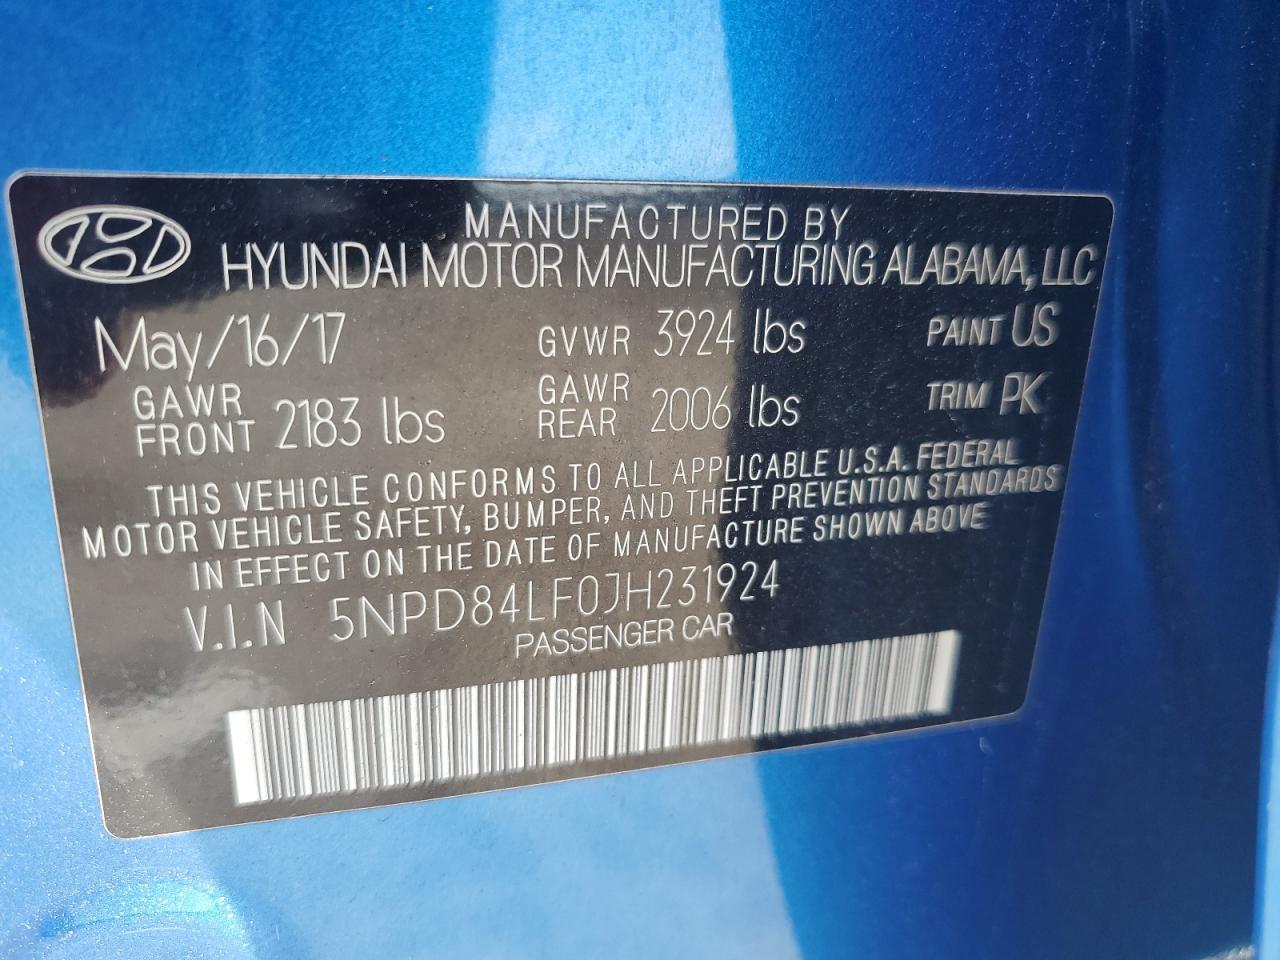 MANUFACTURED BY
HYUNDAI MOTOR MANUFACTURING ALABAMA, LLC
May/16/17 GVWR 3924 lbs PAINT US
GAWR FRONT 2183 lbs GAWR REAR 2006 lbs TRIM PK
THIS VEHICLE CONFORMS TO ALL APPLICABLE U.S.A. FEDERAL
MOTOR VEHICLE SAFETY, BUMPER, AND THEFT PREVENTION STANDARDS
IN EFFECT ON THE DATE OF MANUFACTURE SHOWN ABOVE
V.I.N 5NPD84LF0JH231924
PASSENGER CAR